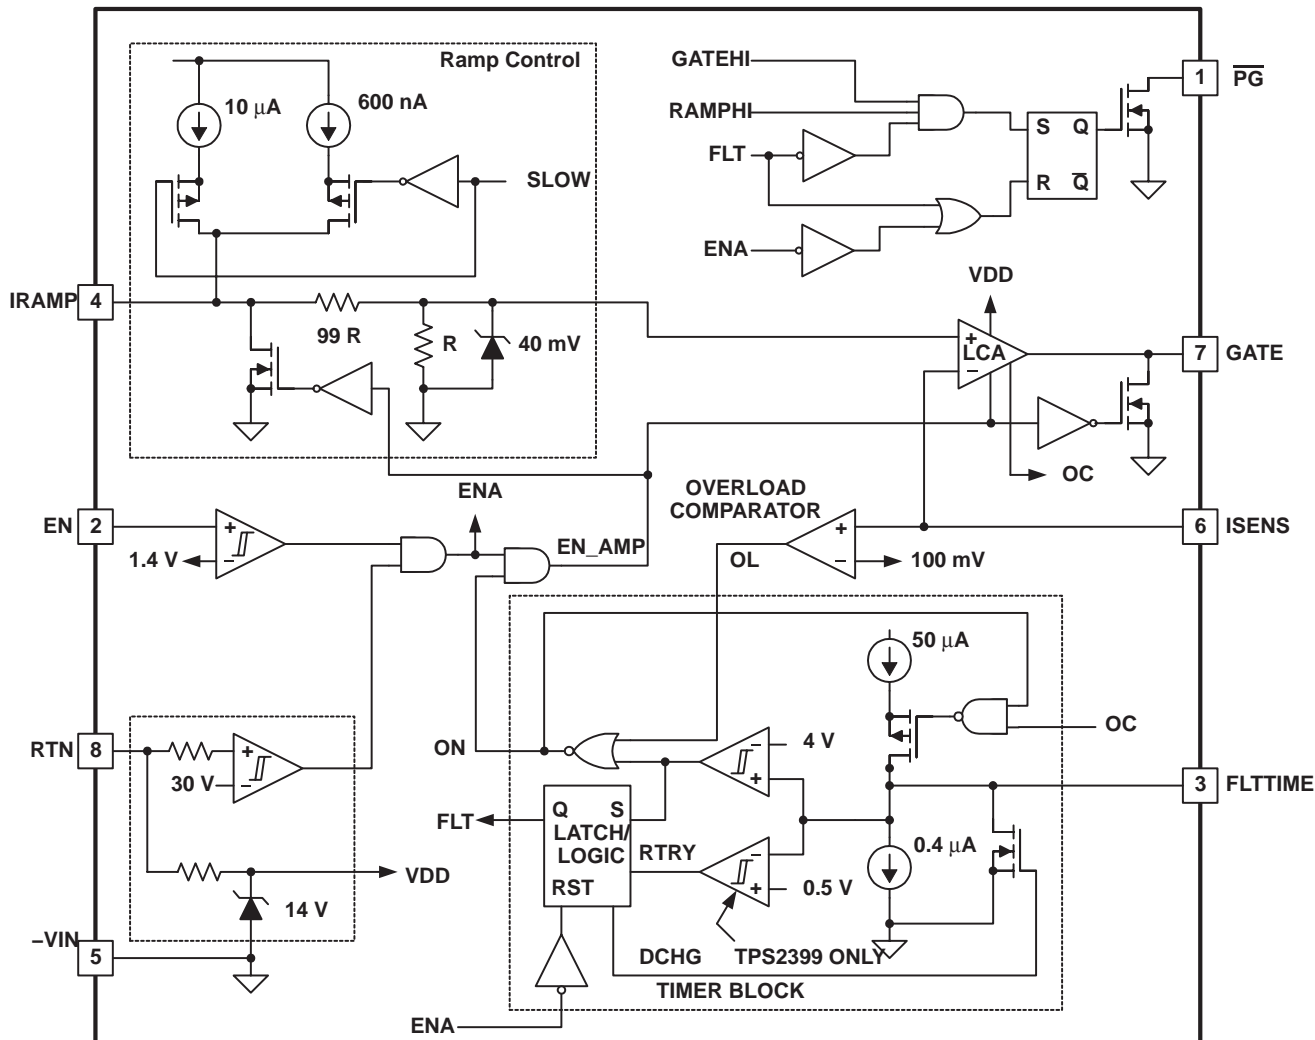 Ramp Control
10 μA
600 nA
SLOW
GATEHI
RAMPHI
FLT
ENA
S Q
R Q̅
1 P̅G̅
IRAMP 4
99 R
R
40 mV
VDD
+
LCA
−
7 GATE
OC
ENA
OVERLOAD
COMPARATOR
EN 2
+
−
1.4 V
EN_AMP
OL
+
−
100 mV
6 ISENS
50 μA
RTN 8
+
−
30 V
ON
−
+
4 V
OC
3 FLTTIME
FLT
Q S
LATCH/
LOGIC
RST
RTRY
−
+
0.5 V
0.4 μA
VDD
14 V
–VIN
5
DCHG
TPS2399 ONLY
TIMER BLOCK
ENA